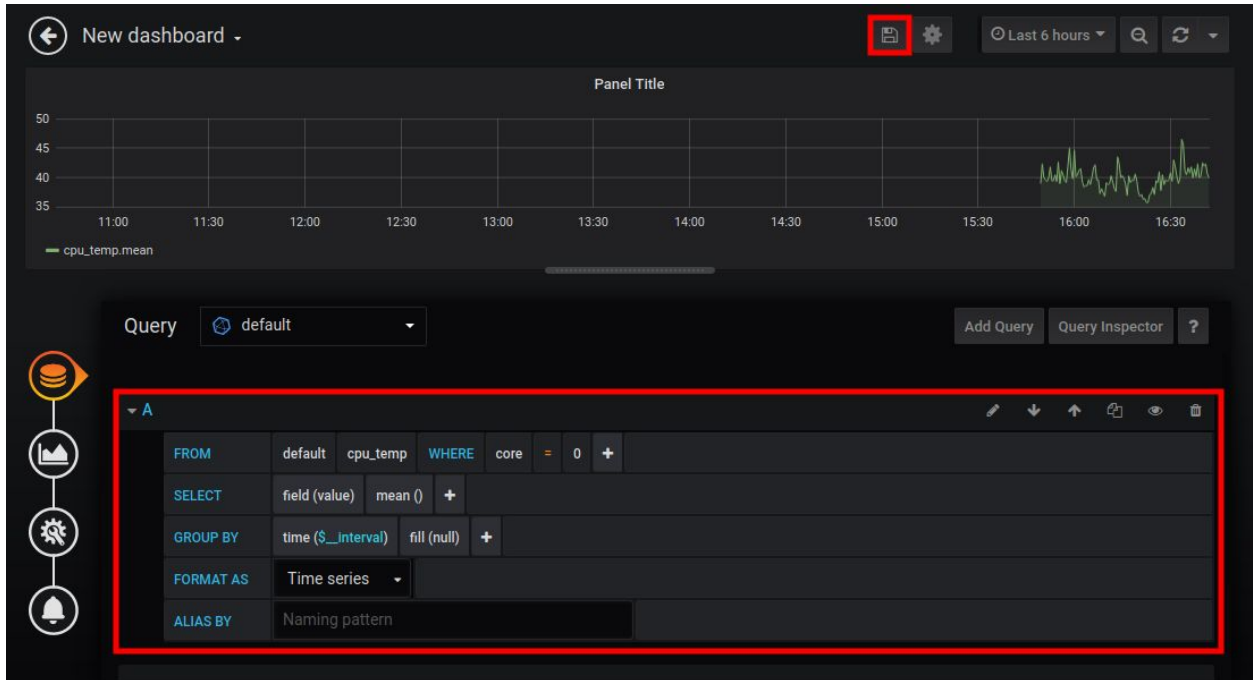 New dashboard
Last 6 hours
Panel Title
50
45
40
35
11:00 11:30 12:00 12:30 13:00 13:30 14:00 14:30 15:00 15:30 16:00 16:30
cpu_temp.mean
Query default Add Query Query Inspector ?
A
FROM default cpu_temp WHERE core = 0 +
SELECT field (value) mean () +
GROUP BY time ($__interval) fill (null) +
FORMAT AS Time series
ALIAS BY Naming pattern